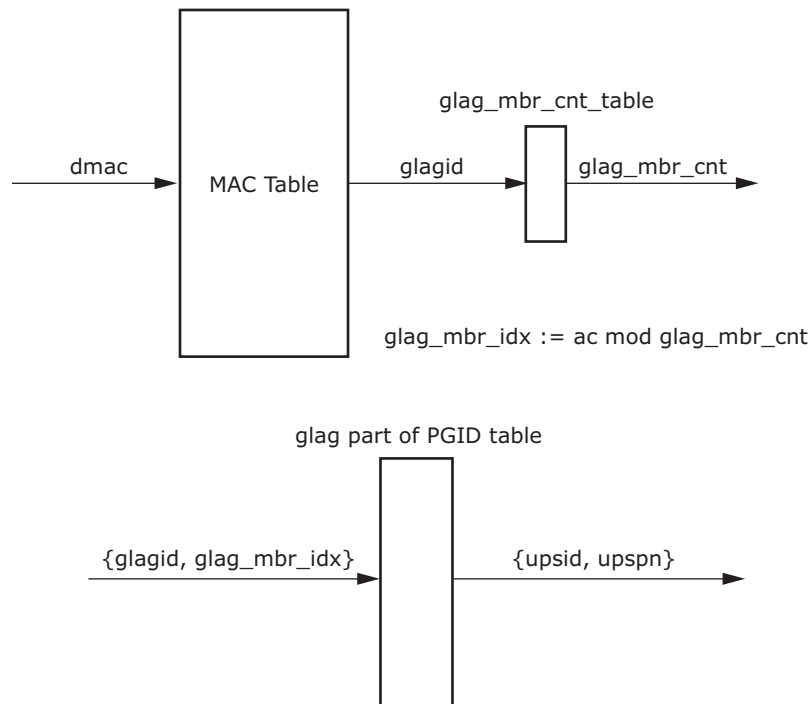 glag_mbr_cnt_table
dmac
MAC Table
glagid
glag_mbr_cnt
glag_mbr_idx := ac mod glag_mbr_cnt
glag part of PGID table
{glagid, glag_mbr_idx}
{upsid, upspn}